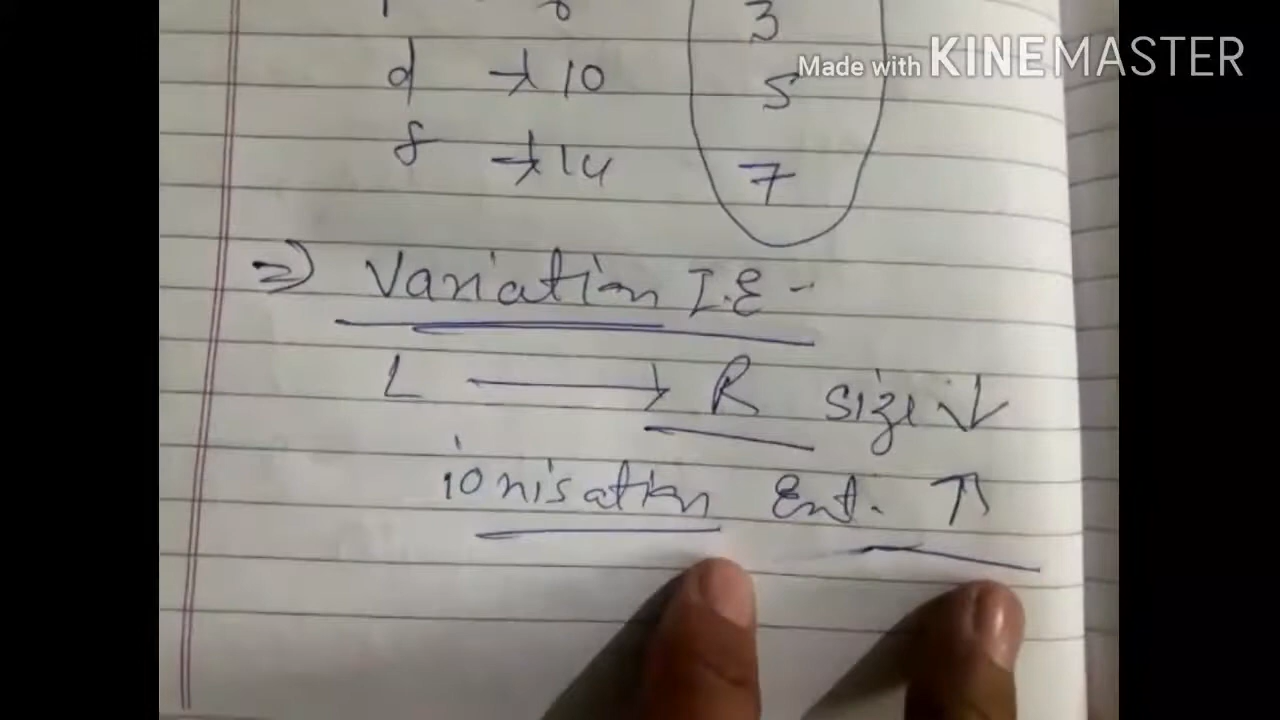 3
Made with KINEMASTER
d → 10 5
f → 14 7
⇒ Variation I.E -
L → R size ↓
ionisation Ent. ↑